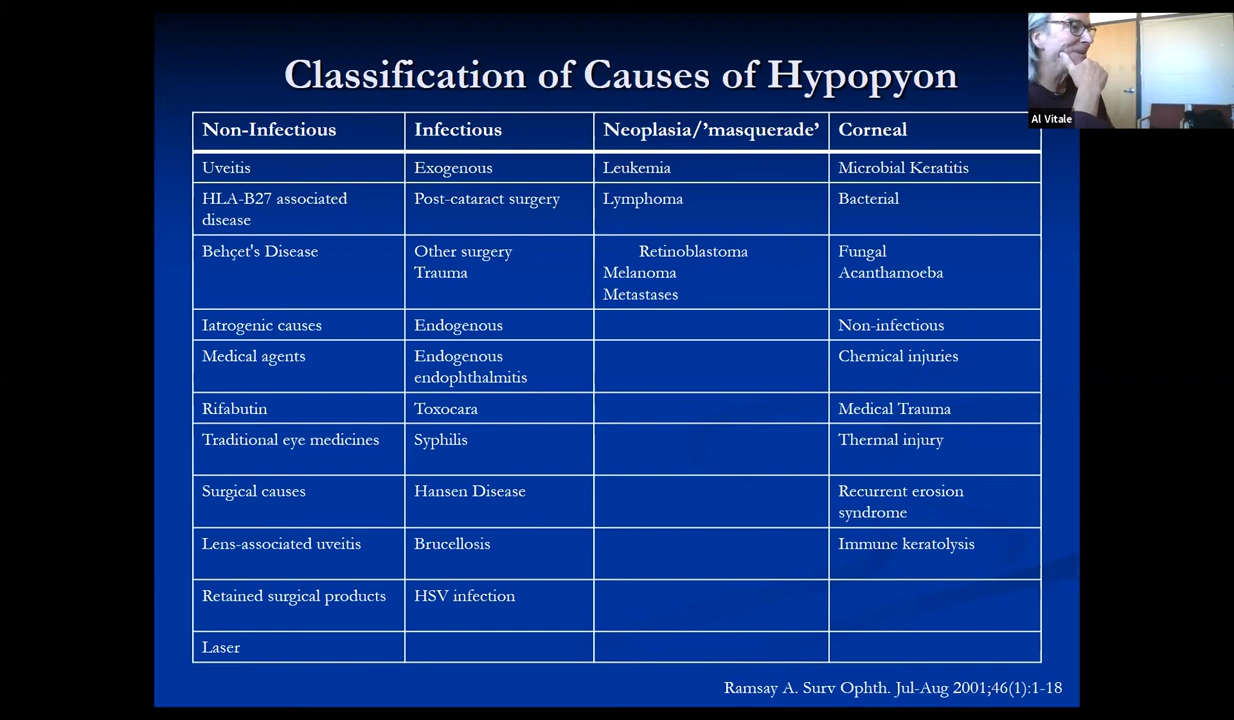 Classification of Causes of Hypopyon
Al Vitale
Non-Infectious Infectious Neoplasia/’masquerade’ Corneal
Uveitis Exogenous Leukemia Microbial Keratitis
HLA-B27 associated Post-cataract surgery Lymphoma Bacterial
disease
Behçet's Disease Other surgery Retinoblastoma Fungal
Trauma Melanoma Acanthamoeba
Metastases
Iatrogenic causes Endogenous Non-infectious
Medical agents Endogenous Chemical injuries
endophthalmitis
Rifabutin Toxocara Medical Trauma
Traditional eye medicines Syphilis Thermal injury
Surgical causes Hansen Disease Recurrent erosion
syndrome
Lens-associated uveitis Brucellosis Immune keratolysis
Retained surgical products HSV infection
Laser
Ramsay A. Surv Ophth. Jul-Aug 2001;46(1):1-18